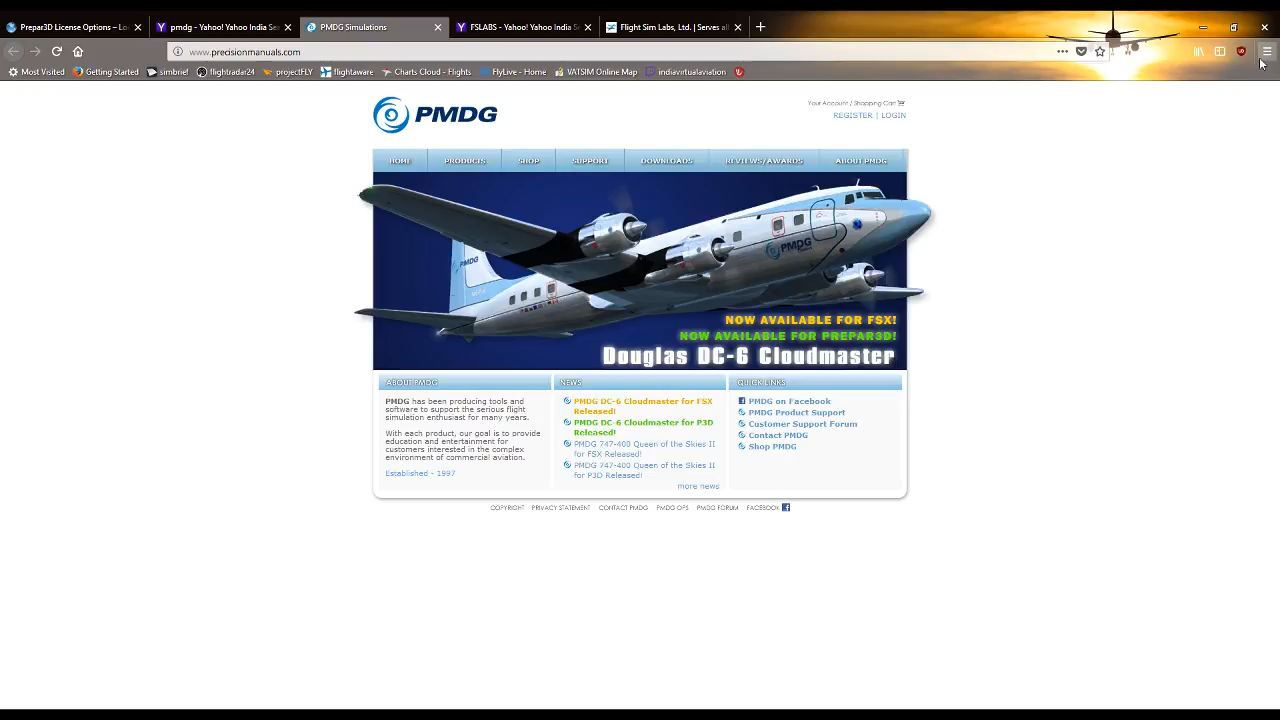 Prepar3D License Options – Lo
pmdg - Yahoo! Yahoo India Se
PMDG Simulations
FSLABS - Yahoo! Yahoo India S
Flight Sim Labs, Ltd. | Serves al
www.precisionmanuals.com
Most Visited
Getting Started
simbrief
flightradar24
projectFLY
flightaware
Charts Cloud - Flights
FlyLive - Home
VATSIM Online Map
indiavirtualaviation
PMDG
Your Account / Shopping Cart
REGISTER | LOGIN
HOME
PRODUCTS
SHOP
SUPPORT
DOWNLOADS
REVIEWS/AWARDS
ABOUT PMDG
PMDG
PMDG
NOW AVAILABLE FOR FSX!
NOW AVAILABLE FOR PREPAR3D!
Douglas DC-6 Cloudmaster
ABOUT PMDG
PMDG has been producing tools and
software to support the serious flight
simulation enthusiast for many years.
With each product, our goal is to provide
education and entertainment for
customers interested in the complex
environment of commercial aviation.
Established - 1997
NEWS
PMDG DC-6 Cloudmaster for FSX
Released!
PMDG DC-6 Cloudmaster for P3D
Released!
PMDG 747-400 Queen of the Skies II
for FSX Released!
PMDG 747-400 Queen of the Skies II
for P3D Released!
more news
QUICK LINKS
PMDG on Facebook
PMDG Product Support
Customer Support Forum
Contact PMDG
Shop PMDG
COPYRIGHT PRIVACY STATEMENT CONTACT PMDG PMDG OPS PMDG FORUM FACEBOOK